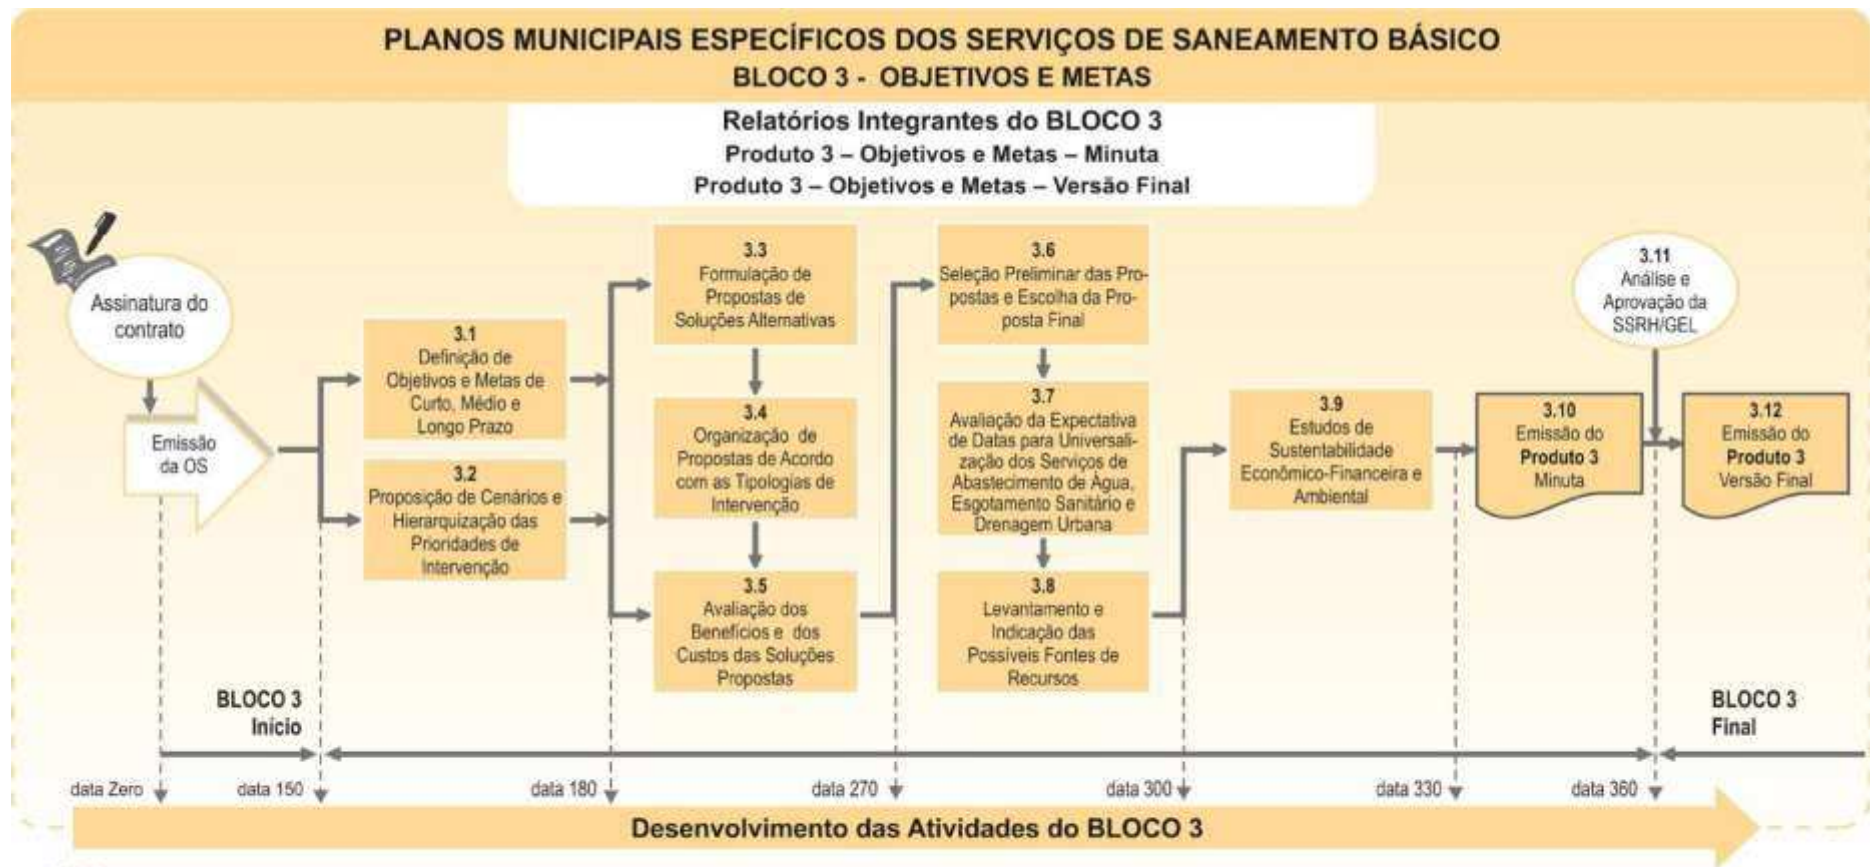 PLANOS MUNICIPAIS ESPECÍFICOS DOS SERVIÇOS DE SANEAMENTO BÁSICO
BLOCO 3 - OBJETIVOS E METAS
Relatórios Integrantes do BLOCO 3
Produto 3 – Objetivos e Metas – Minuta
Produto 3 – Objetivos e Metas – Versão Final
Assinatura do
contrato
Emissão
da OS
3.1
Definição de
Objetivos e Metas de
Curto, Médio e
Longo Prazo
3.2
Proposição de Cenários e
Hierarquização das
Prioridades de
Intervenção
3.3
Formulação de
Propostas de
Soluções Alternativas
3.4
Organização de
Propostas de Acordo
com as Tipologias de
Intervenção
3.5
Avaliação dos
Benefícios e dos
Custos das Soluções
Propostas
3.6
Seleção Preliminar das Pro-
postas e Escolha da Pro-
posta Final
3.7
Avaliação da Expectativa
de Datas para Universali-
zação dos Serviços de
Abastecimento de Água,
Esgotamento Sanitário e
Drenagem Urbana
3.8
Levantamento e
Indicação das
Possíveis Fontes de
Recursos
3.9
Estudos de
Sustentabilidade
Econômico-Financeira e
Ambiental
3.10
Emissão do
Produto 3
Minuta
3.11
Análise e
Aprovação da
SSRH/GEL
3.12
Emissão do
Produto 3
Versão Final
BLOCO 3
Início
BLOCO 3
Final
data Zero
data 150
data 180
data 270
data 300
data 330
data 360
Desenvolvimento das Atividades do BLOCO 3